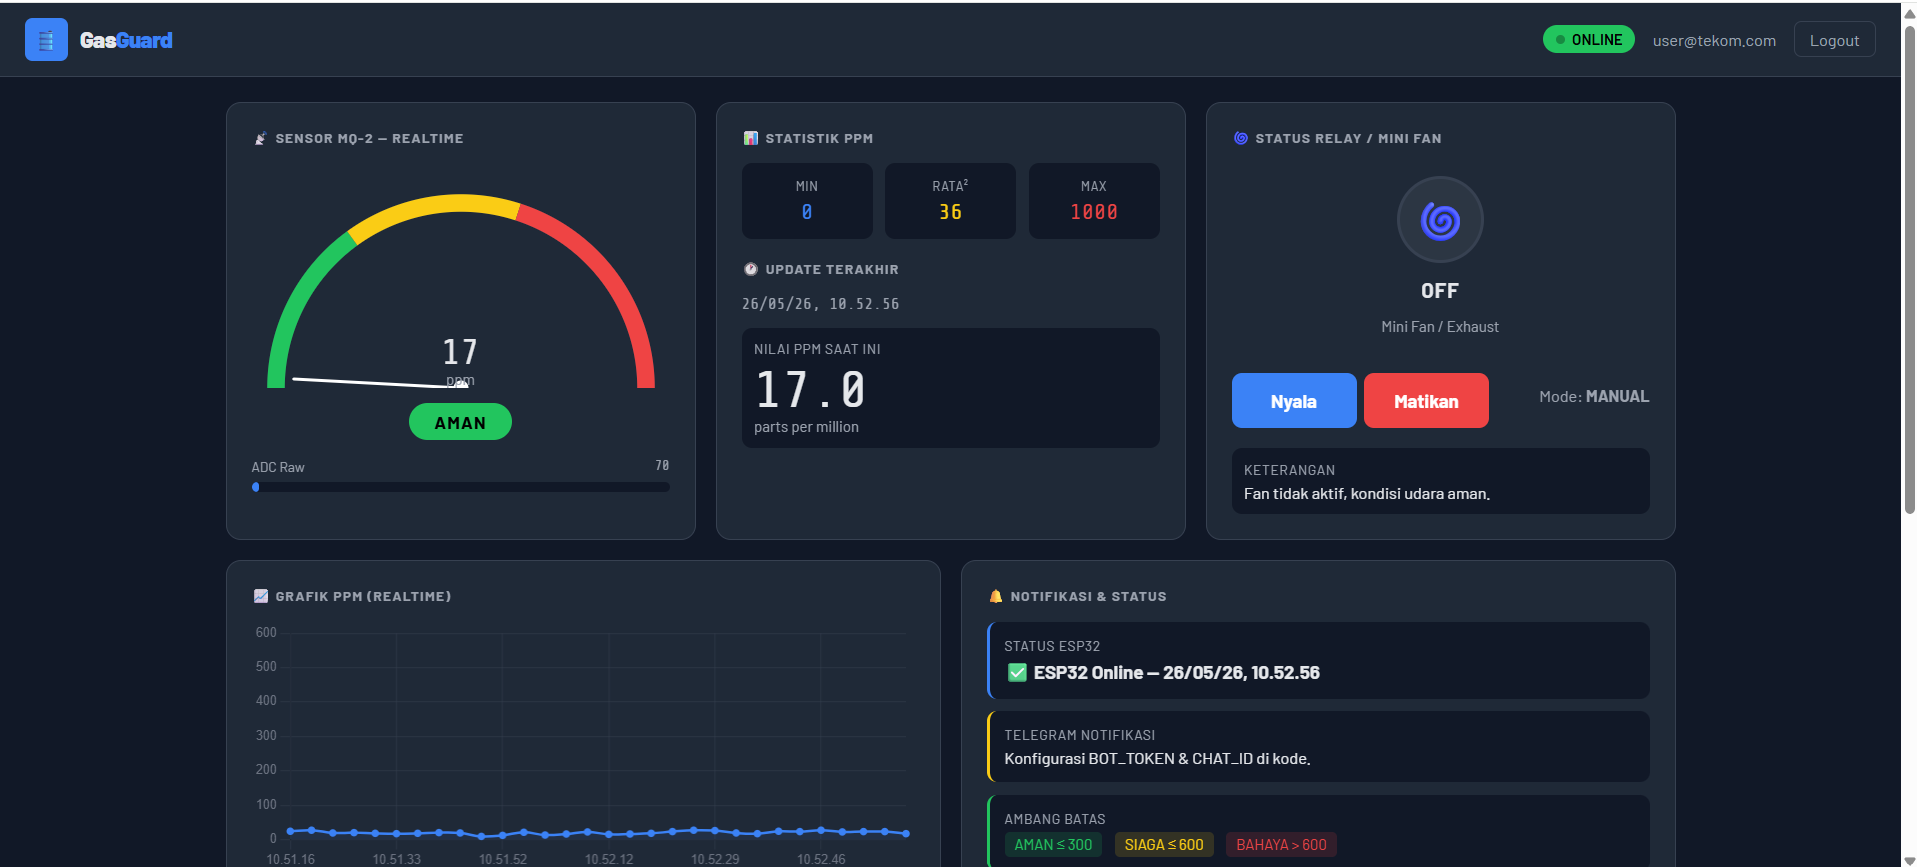 GasGuard
ONLINE
user@tekom.com
Logout
SENSOR MQ-2 — REALTIME
17
ppm
AMAN
ADC Raw
70
STATISTIK PPM
MIN
0
RATA²
36
MAX
1000
UPDATE TERAKHIR
26/05/26, 10.52.56
NILAI PPM SAAT INI
17.0
parts per million
STATUS RELAY / MINI FAN
OFF
Mini Fan / Exhaust
Nyala
Matikan
Mode: MANUAL
KETERANGAN
Fan tidak aktif, kondisi udara aman.
GRAFIK PPM (REALTIME)
600
500
400
300
200
100
0
10.51.16
10.51.33
10.51.52
10.52.12
10.52.29
10.52.46
NOTIFIKASI & STATUS
STATUS ESP32
✅ ESP32 Online — 26/05/26, 10.52.56
TELEGRAM NOTIFIKASI
Konfigurasi BOT_TOKEN & CHAT_ID di kode.
AMBANG BATAS
AMAN ≤ 300
SIAGA ≤ 600
BAHAYA > 600